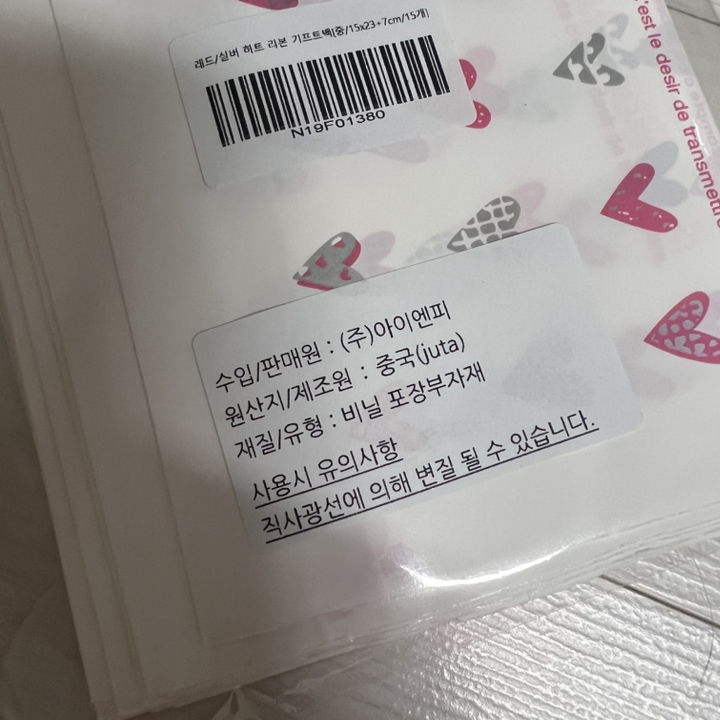 레드/실버 하트 리본 기프트백[중/15x23+7cm/15개]
N19F01380
'est le desir de transmettre
수입/판매원 : (주)아이엔피
원산지/제조원 : 중국(juta)
재질/유형 : 비닐 포장부자재
사용시 유의사항
직사광선에 의해 변질 될 수 있습니다.